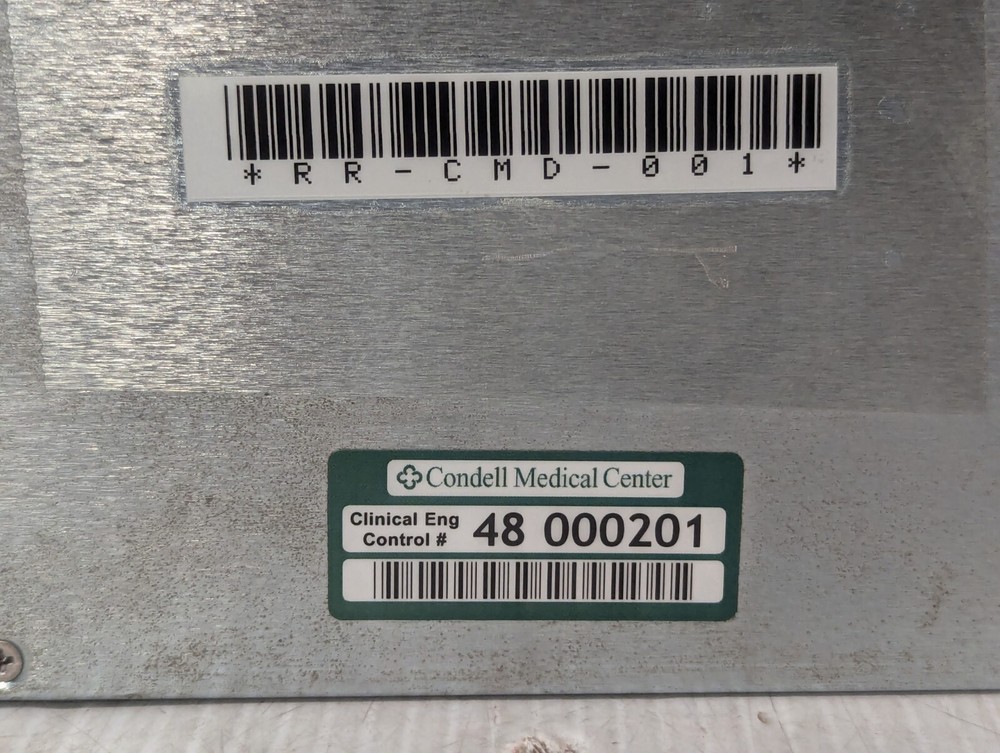 *RR-CMD-001*
Condell Medical Center
Clinical Eng
Control # 48 000201